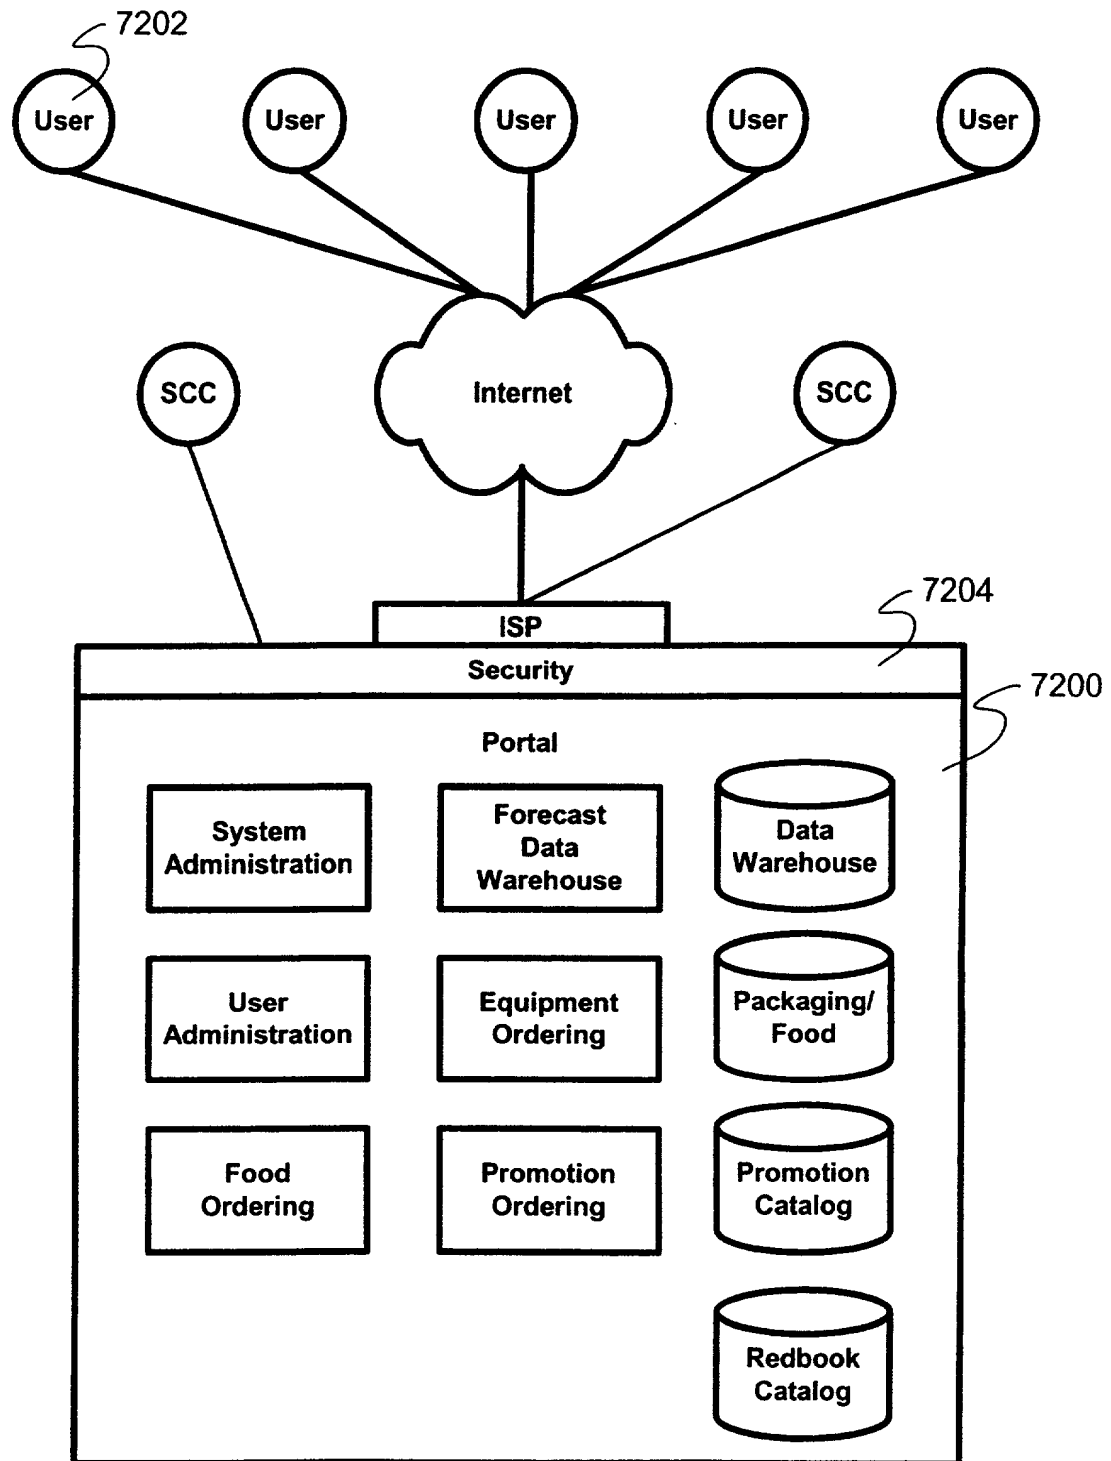 7202
User
User
User
User
User
SCC
Internet
SCC
ISP
7204
Security
7200
Portal
System
Administration
Forecast
Data
Warehouse
Data
Warehouse
User
Administration
Equipment
Ordering
Packaging/
Food
Food
Ordering
Promotion
Ordering
Promotion
Catalog
Redbook
Catalog